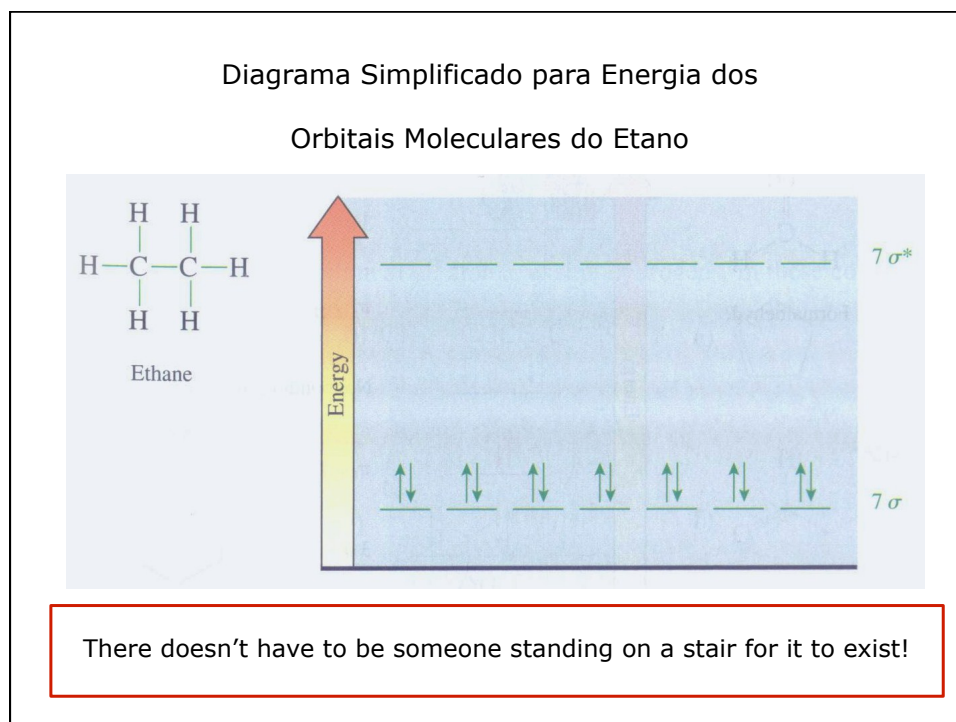 Diagrama Simplificado para Energia dos
Orbitais Moleculares do Etano
H H
H—C—C—H
H H
Ethane
Energy
7 σ*
7 σ
There doesn’t have to be someone standing on a stair for it to exist!